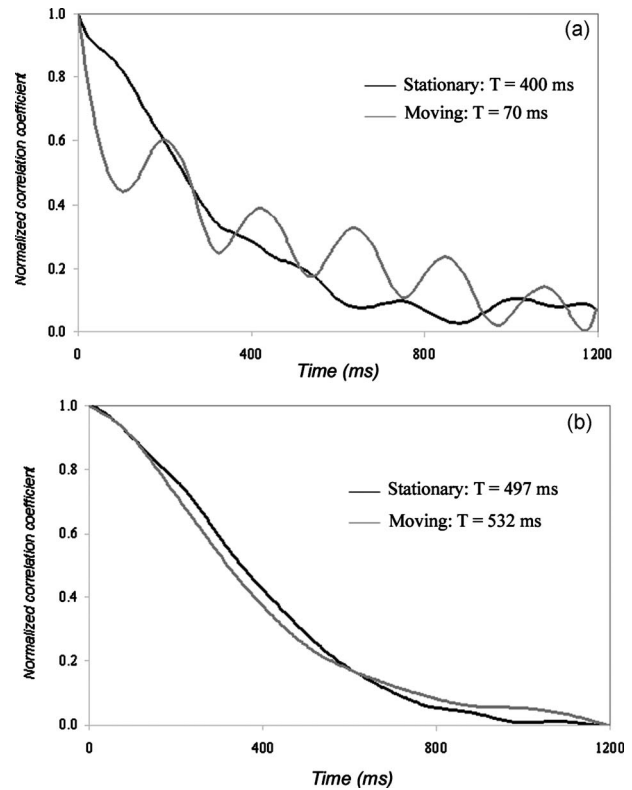 (a)
1.0
0.8
0.6
0.4
0.2
0.0
Normalized correlation coefficient
Stationary: T = 400 ms
Moving: T = 70 ms
0
400
800
1200
Time (ms)
(b)
1.0
0.8
0.6
0.4
0.2
0.0
Normalized correlation coefficient
Stationary: T = 497 ms
Moving: T = 532 ms
0
400
800
1200
Time (ms)